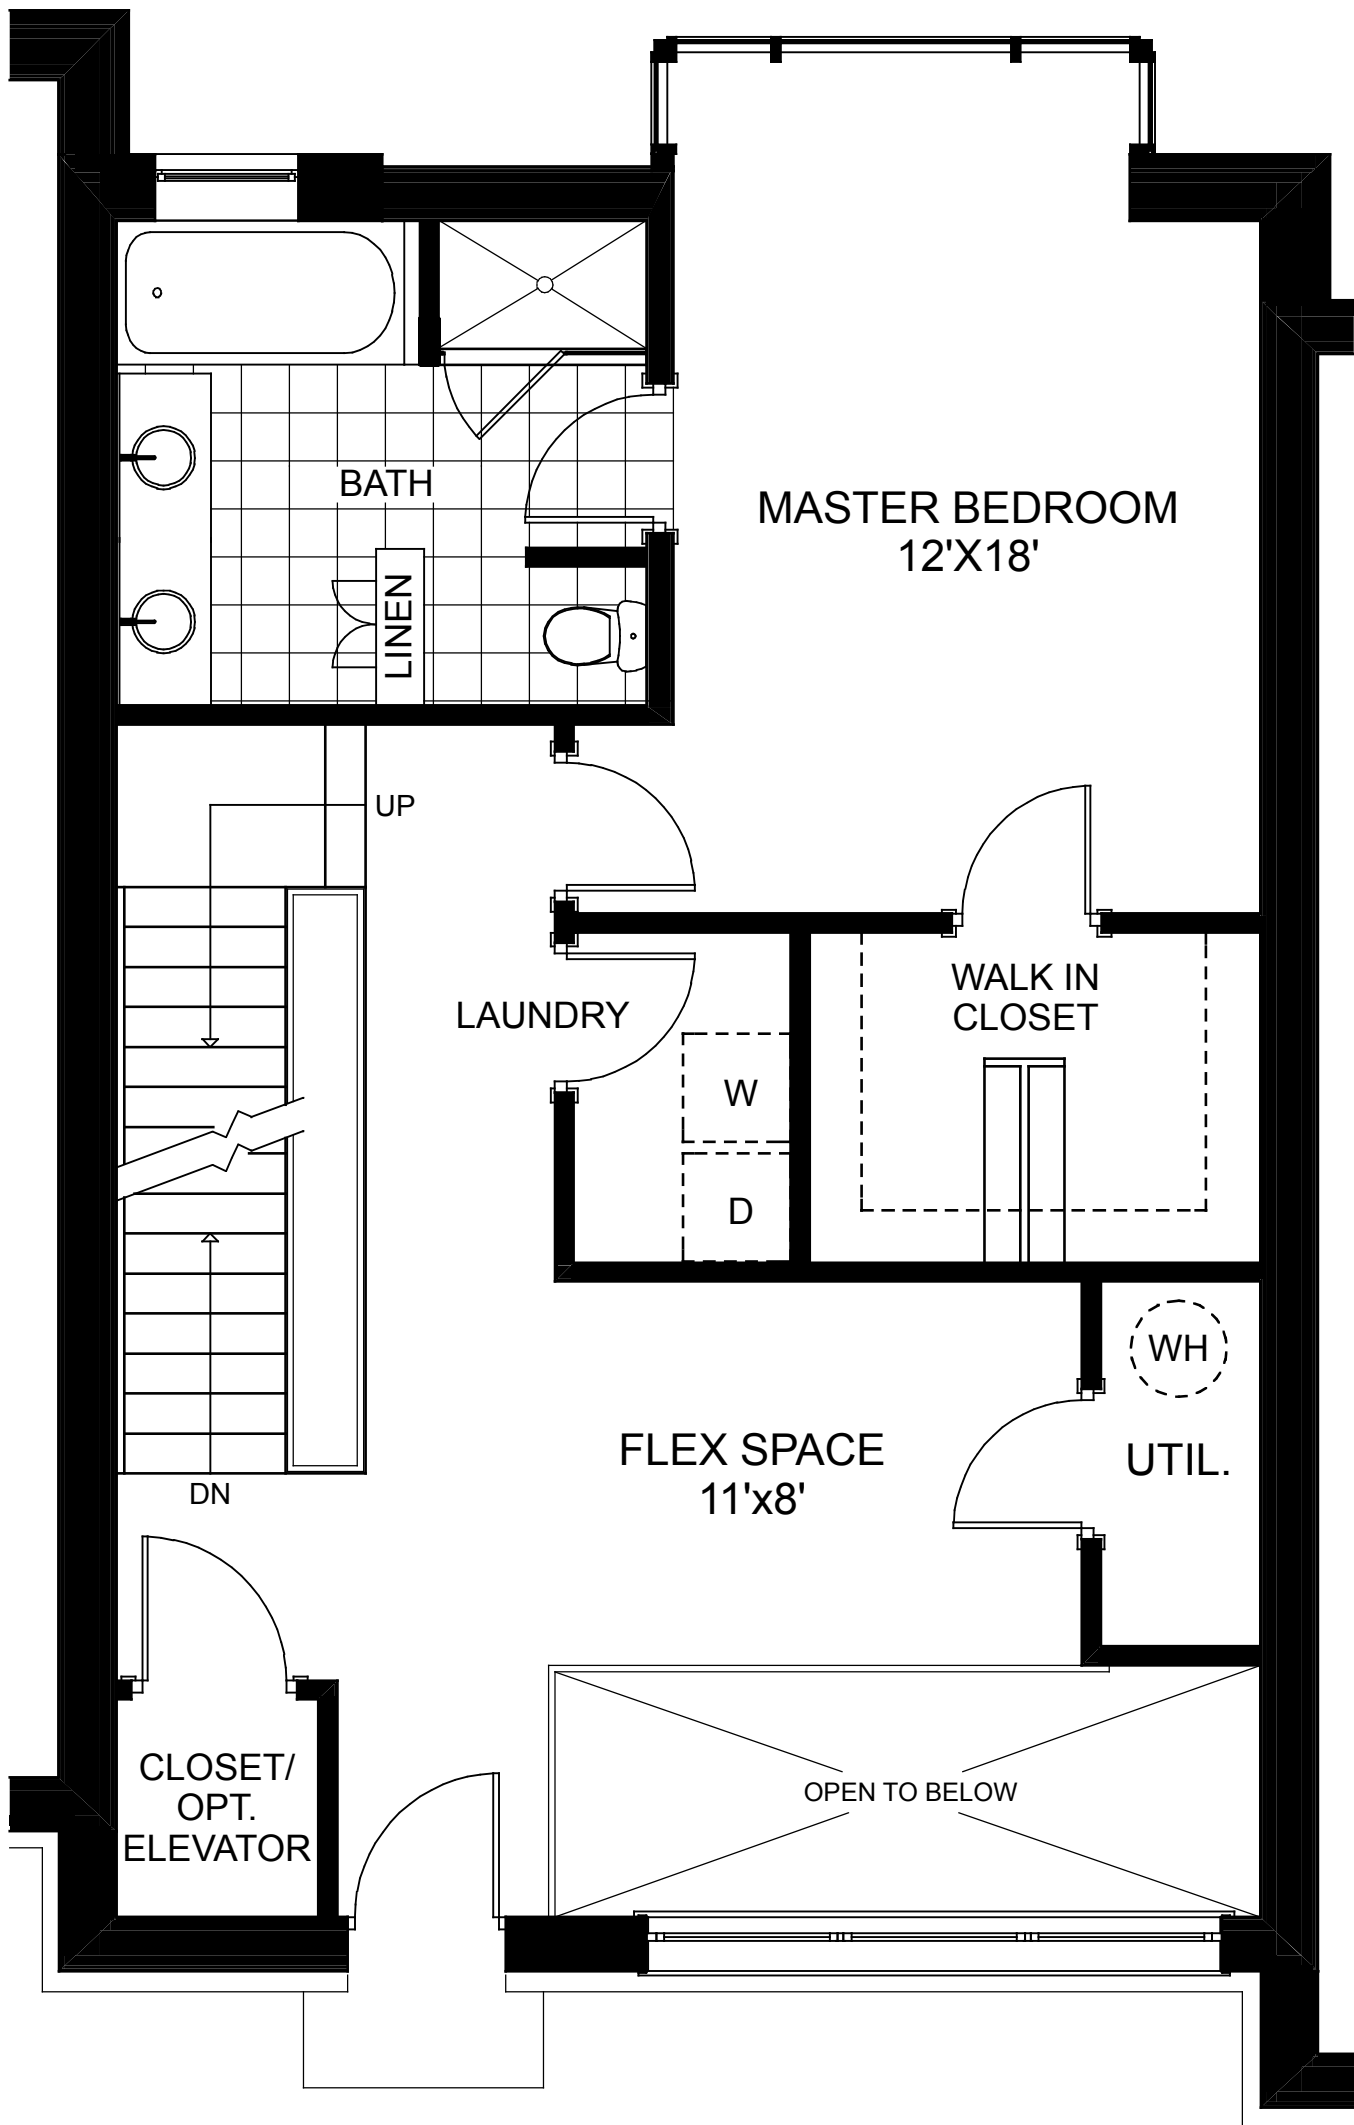 BATH
MASTER BEDROOM
12'X18'
LINEN
UP
WALK IN
CLOSET
LAUNDRY
W
D
WH
FLEX SPACE
11'x8'
UTIL.
DN
CLOSET/
OPT.
ELEVATOR
OPEN TO BELOW